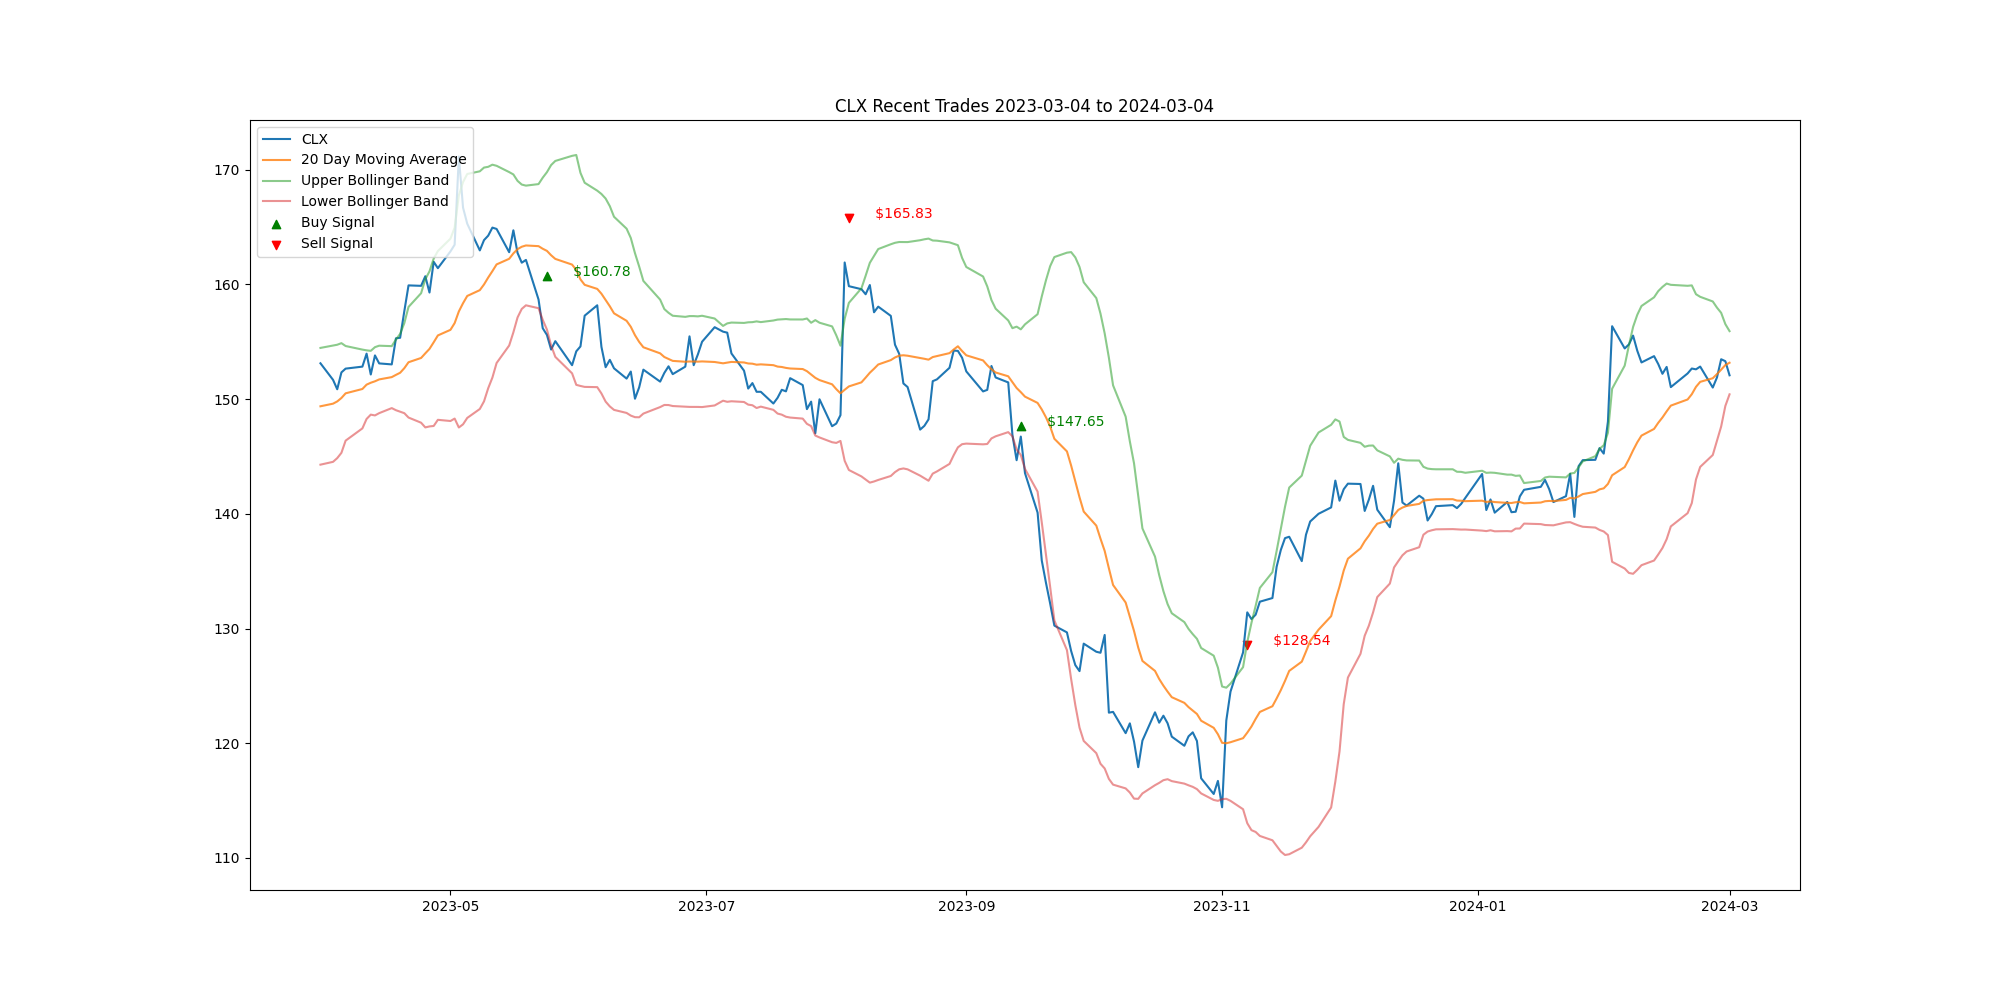 CLX Recent Trades 2023-03-04 to 2024-03-04
CLX
20 Day Moving Average
Upper Bollinger Band
Lower Bollinger Band
Buy Signal
Sell Signal
170
160
150
140
130
120
110
$165.83
$160.78
$147.65
$128.54
2023-05
2023-07
2023-09
2023-11
2024-01
2024-03